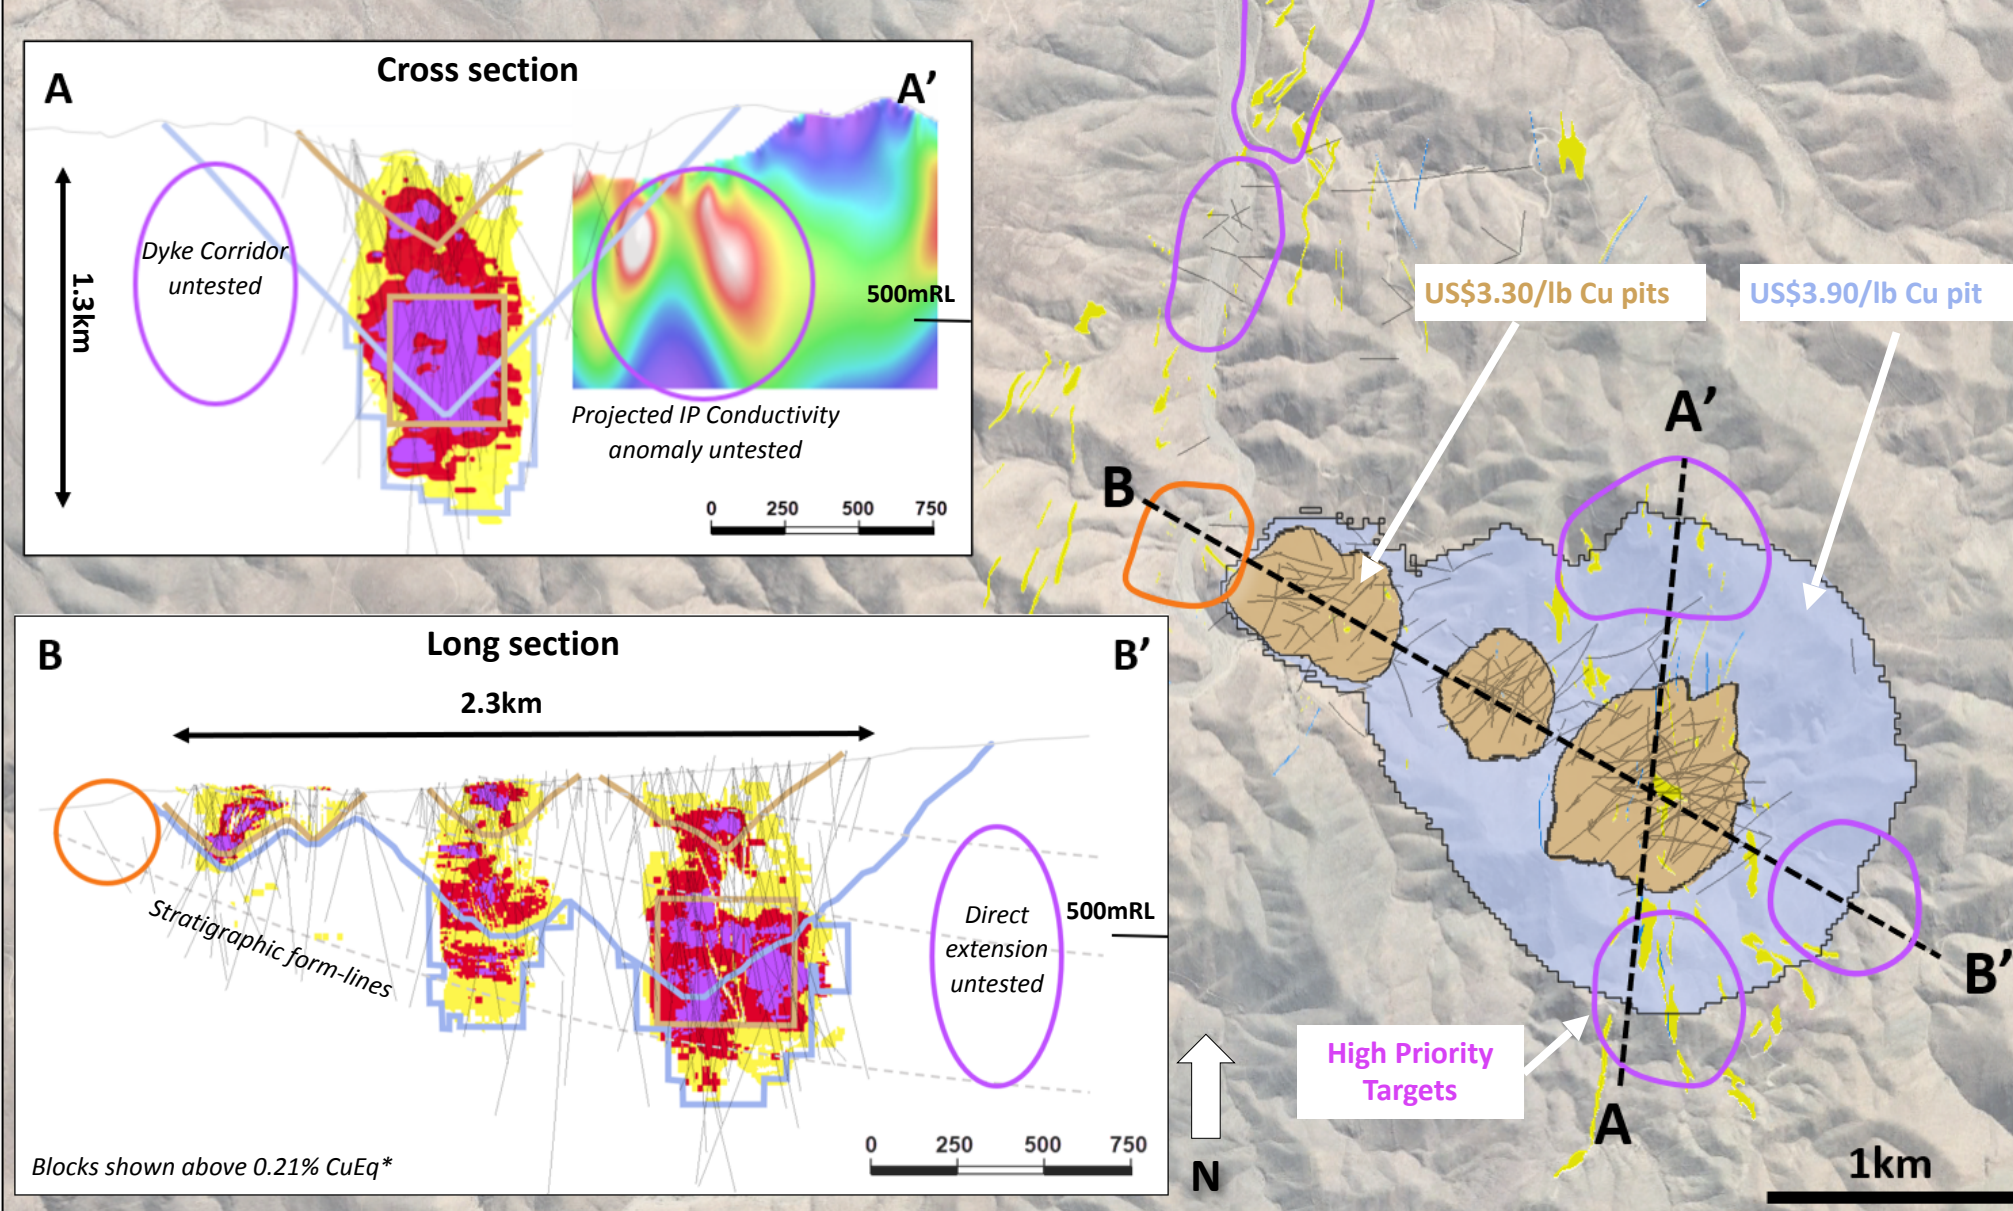 A
Cross section
A'
1.3km
Dyke Corridor
untested
500mRL
Projected IP Conductivity
anomaly untested
0 250 500 750
B
Long section
B'
2.3km
Stratigraphic form-lines
Direct
extension
untested
500mRL
0 250 500 750
Blocks shown above 0.21% CuEq*
US$3.30/lb Cu pits
US$3.90/lb Cu pit
A'
B
B'
High Priority
Targets
A
N
1km